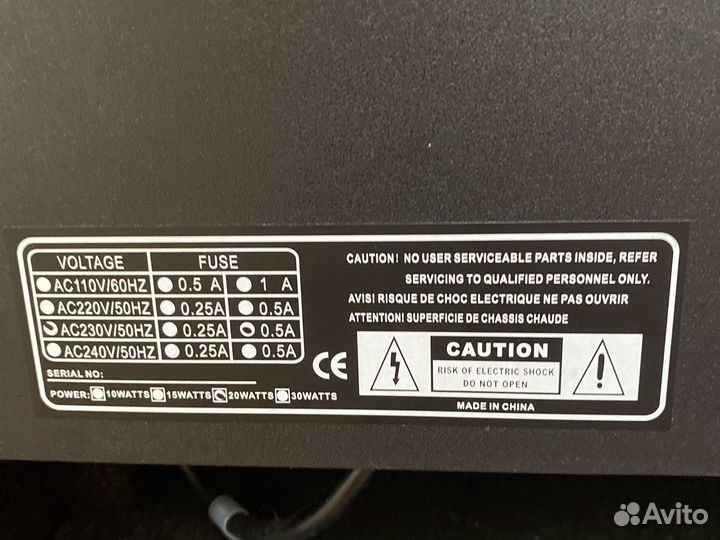 VOLTAGE FUSE
AC110V/60HZ 0.5 A 1 A
AC220V/50HZ 0.25A 0.5A
AC230V/50HZ 0.25A 0.5A
AC240V/50HZ 0.25A 0.5A
SERIAL NO:
POWER: 10WATTS 15WATTS 20WATTS 30WATTS
CE
CAUTION! NO USER SERVICEABLE PARTS INSIDE, REFER
SERVICING TO QUALIFIED PERSONNEL ONLY.
AVIS! RISQUE DE CHOC ELECTRIQUE NE PAS OUVRIR
ATTENTION! SUPERFICIE DE CHASSIS CHAUDE
CAUTION
RISK OF ELECTRIC SHOCK
DO NOT OPEN
!
MADE IN CHINA
Avito